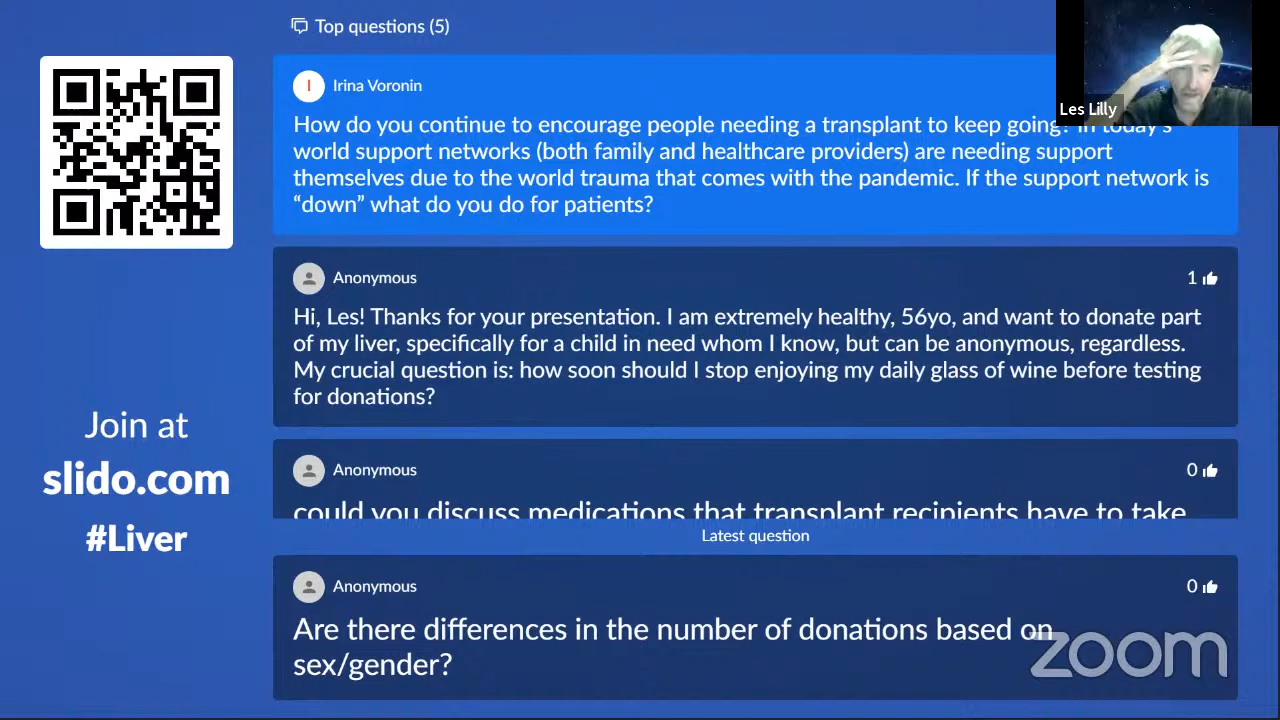 Top questions (5)
Les Lilly
Irina Voronin
How do you continue to encourage people needing a transplant to keep going? In today's
world support networks (both family and healthcare providers) are needing support
themselves due to the world trauma that comes with the pandemic. If the support network is
“down” what do you do for patients?
Anonymous
1
Hi, Les! Thanks for your presentation. I am extremely healthy, 56yo, and want to donate part
of my liver, specifically for a child in need whom I know, but can be anonymous, regardless.
My crucial question is: how soon should I stop enjoying my daily glass of wine before testing
for donations?
Join at
slido.com
#Liver
Anonymous
0
could you discuss medications that transplant recipients have to take
Latest question
Anonymous
0
Are there differences in the number of donations based on
sex/gender?
zoom